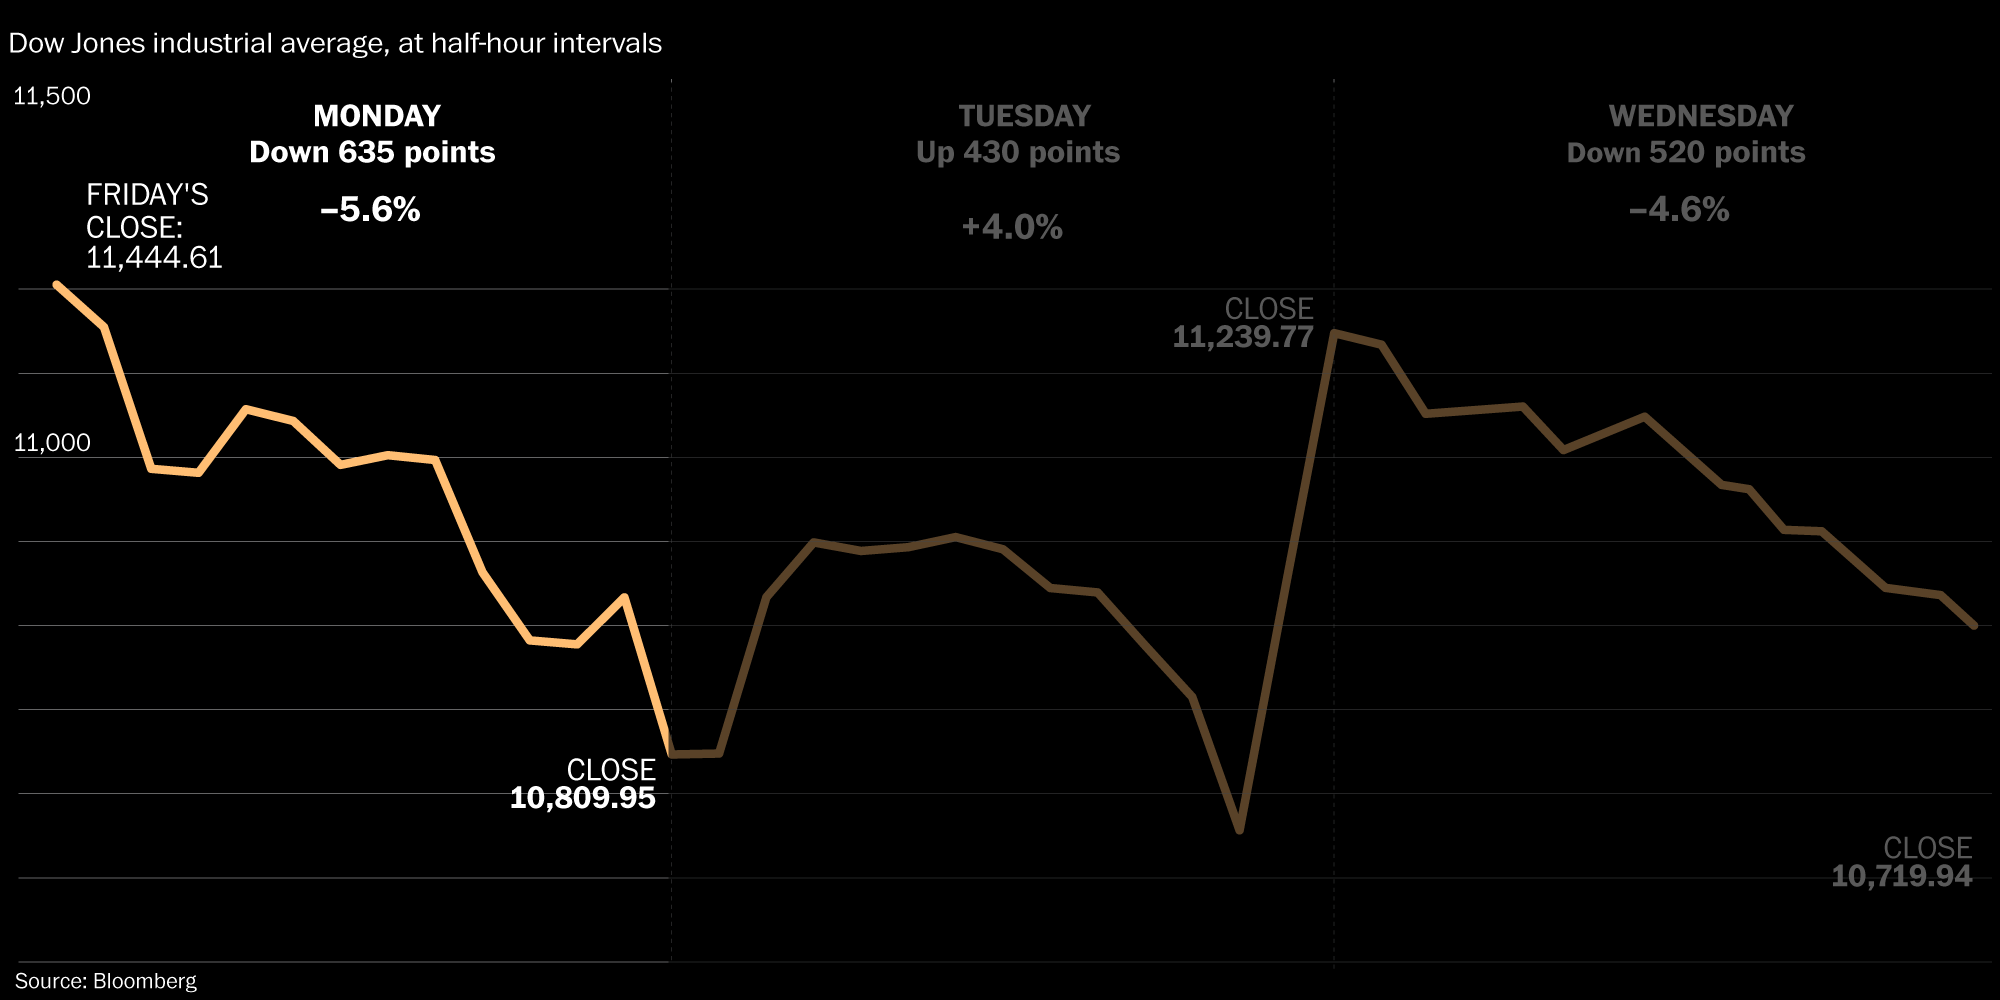 Dow Jones industrial average, at half-hour intervals
11,500
MONDAY
Down 635 points
–5.6%
FRIDAY'S
CLOSE:
11,444.61
11,000
CLOSE
10,809.95
TUESDAY
Up 430 points
+4.0%
CLOSE
11,239.77
WEDNESDAY
Down 520 points
–4.6%
CLOSE
10,719.94
Source: Bloomberg